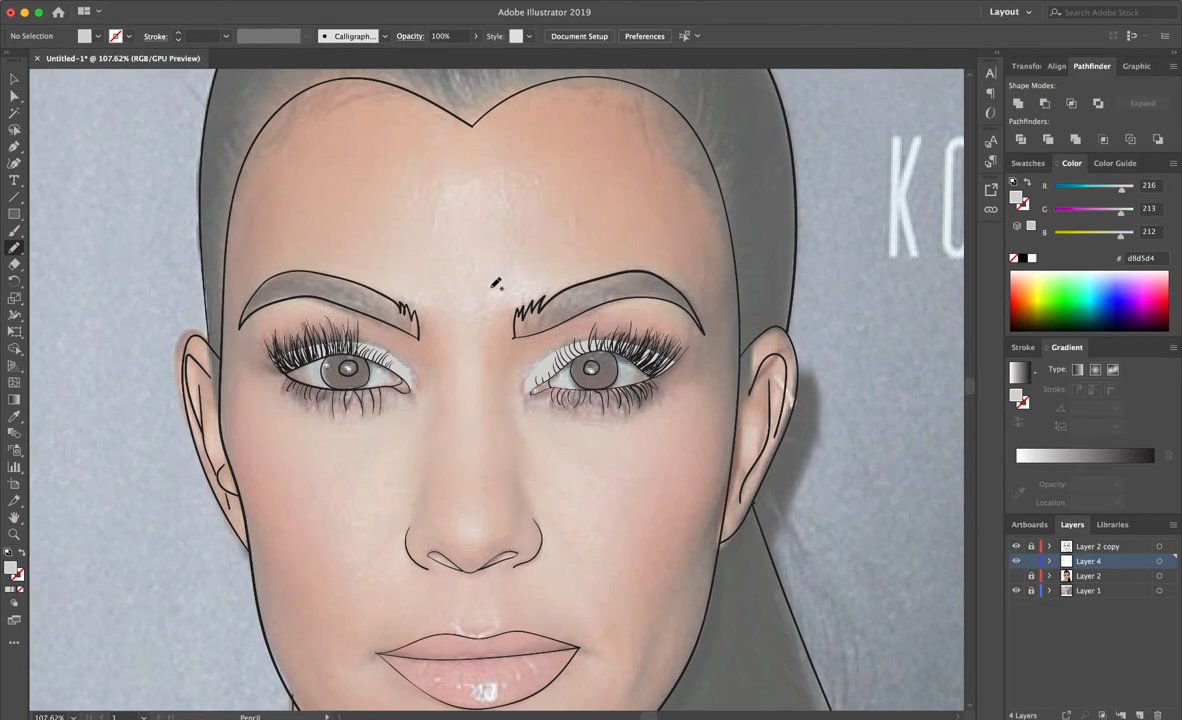 Adobe Illustrator 2019
Layout
Search Adobe Stock
No Selection
Stroke:
Calligraph...
Opacity:
100%
Style:
Document Setup
Preferences
Untitled-1* @ 107.62% (RGB/GPU Preview)
Transfo
Align
Pathfinder
Graphic
Shape Modes:
Expand
Pathfinders:
Swatches
Color
Color Guide
R
216
G
213
B
212
#
d8d5d4
Stroke
Gradient
Type:
Stroke:
Opacity:
Location:
Artboards
Layers
Libraries
Layer 2 copy
Layer 4
Layer 2
Layer 1
4 Layers
107.62%
1
Pencil
KO